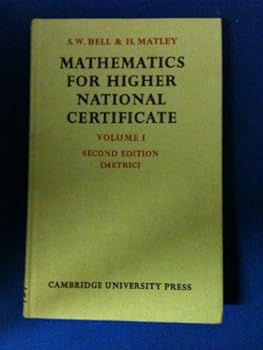 S. W. BELL & H. MATLEY
MATHEMATICS
FOR HIGHER
NATIONAL
CERTIFICATE
VOLUME I
SECOND EDITION
[METRIC]
CAMBRIDGE UNIVERSITY PRESS